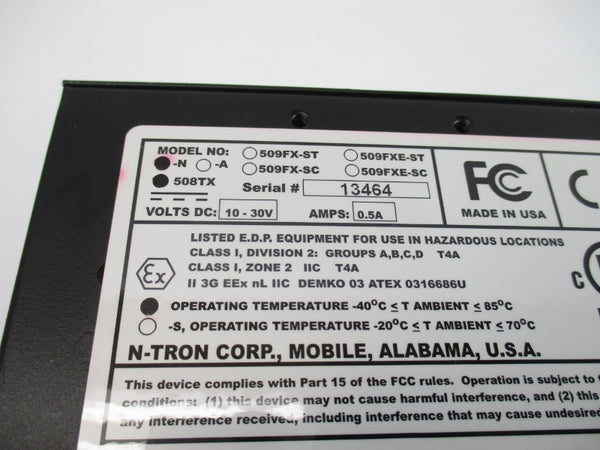 MODEL NO: 509FX-ST 509FXE-ST
-N -A 509FX-SC 509FXE-SC
508TX Serial # 13464
VOLTS DC: 10 - 30V AMPS: 0.5A
FCC
MADE IN USA
C
LISTED E.D.P. EQUIPMENT FOR USE IN HAZARDOUS LOCATIONS
CLASS I, DIVISION 2: GROUPS A,B,C,D T4A
CLASS I, ZONE 2 IIC T4A
II 3G EEx nL IIC DEMKO 03 ATEX 0316686U
Ex
OPERATING TEMPERATURE -40°C ≤ T AMBIENT ≤ 85°C
-S, OPERATING TEMPERATURE -20°C ≤ T AMBIENT ≤ 70°C
N-TRON CORP., MOBILE, ALABAMA, U.S.A.
This device complies with Part 15 of the FCC rules. Operation is subject to
conditions: (1) this device may not cause harmful interference, and (2) this
any interference received, including interference that may cause undesired